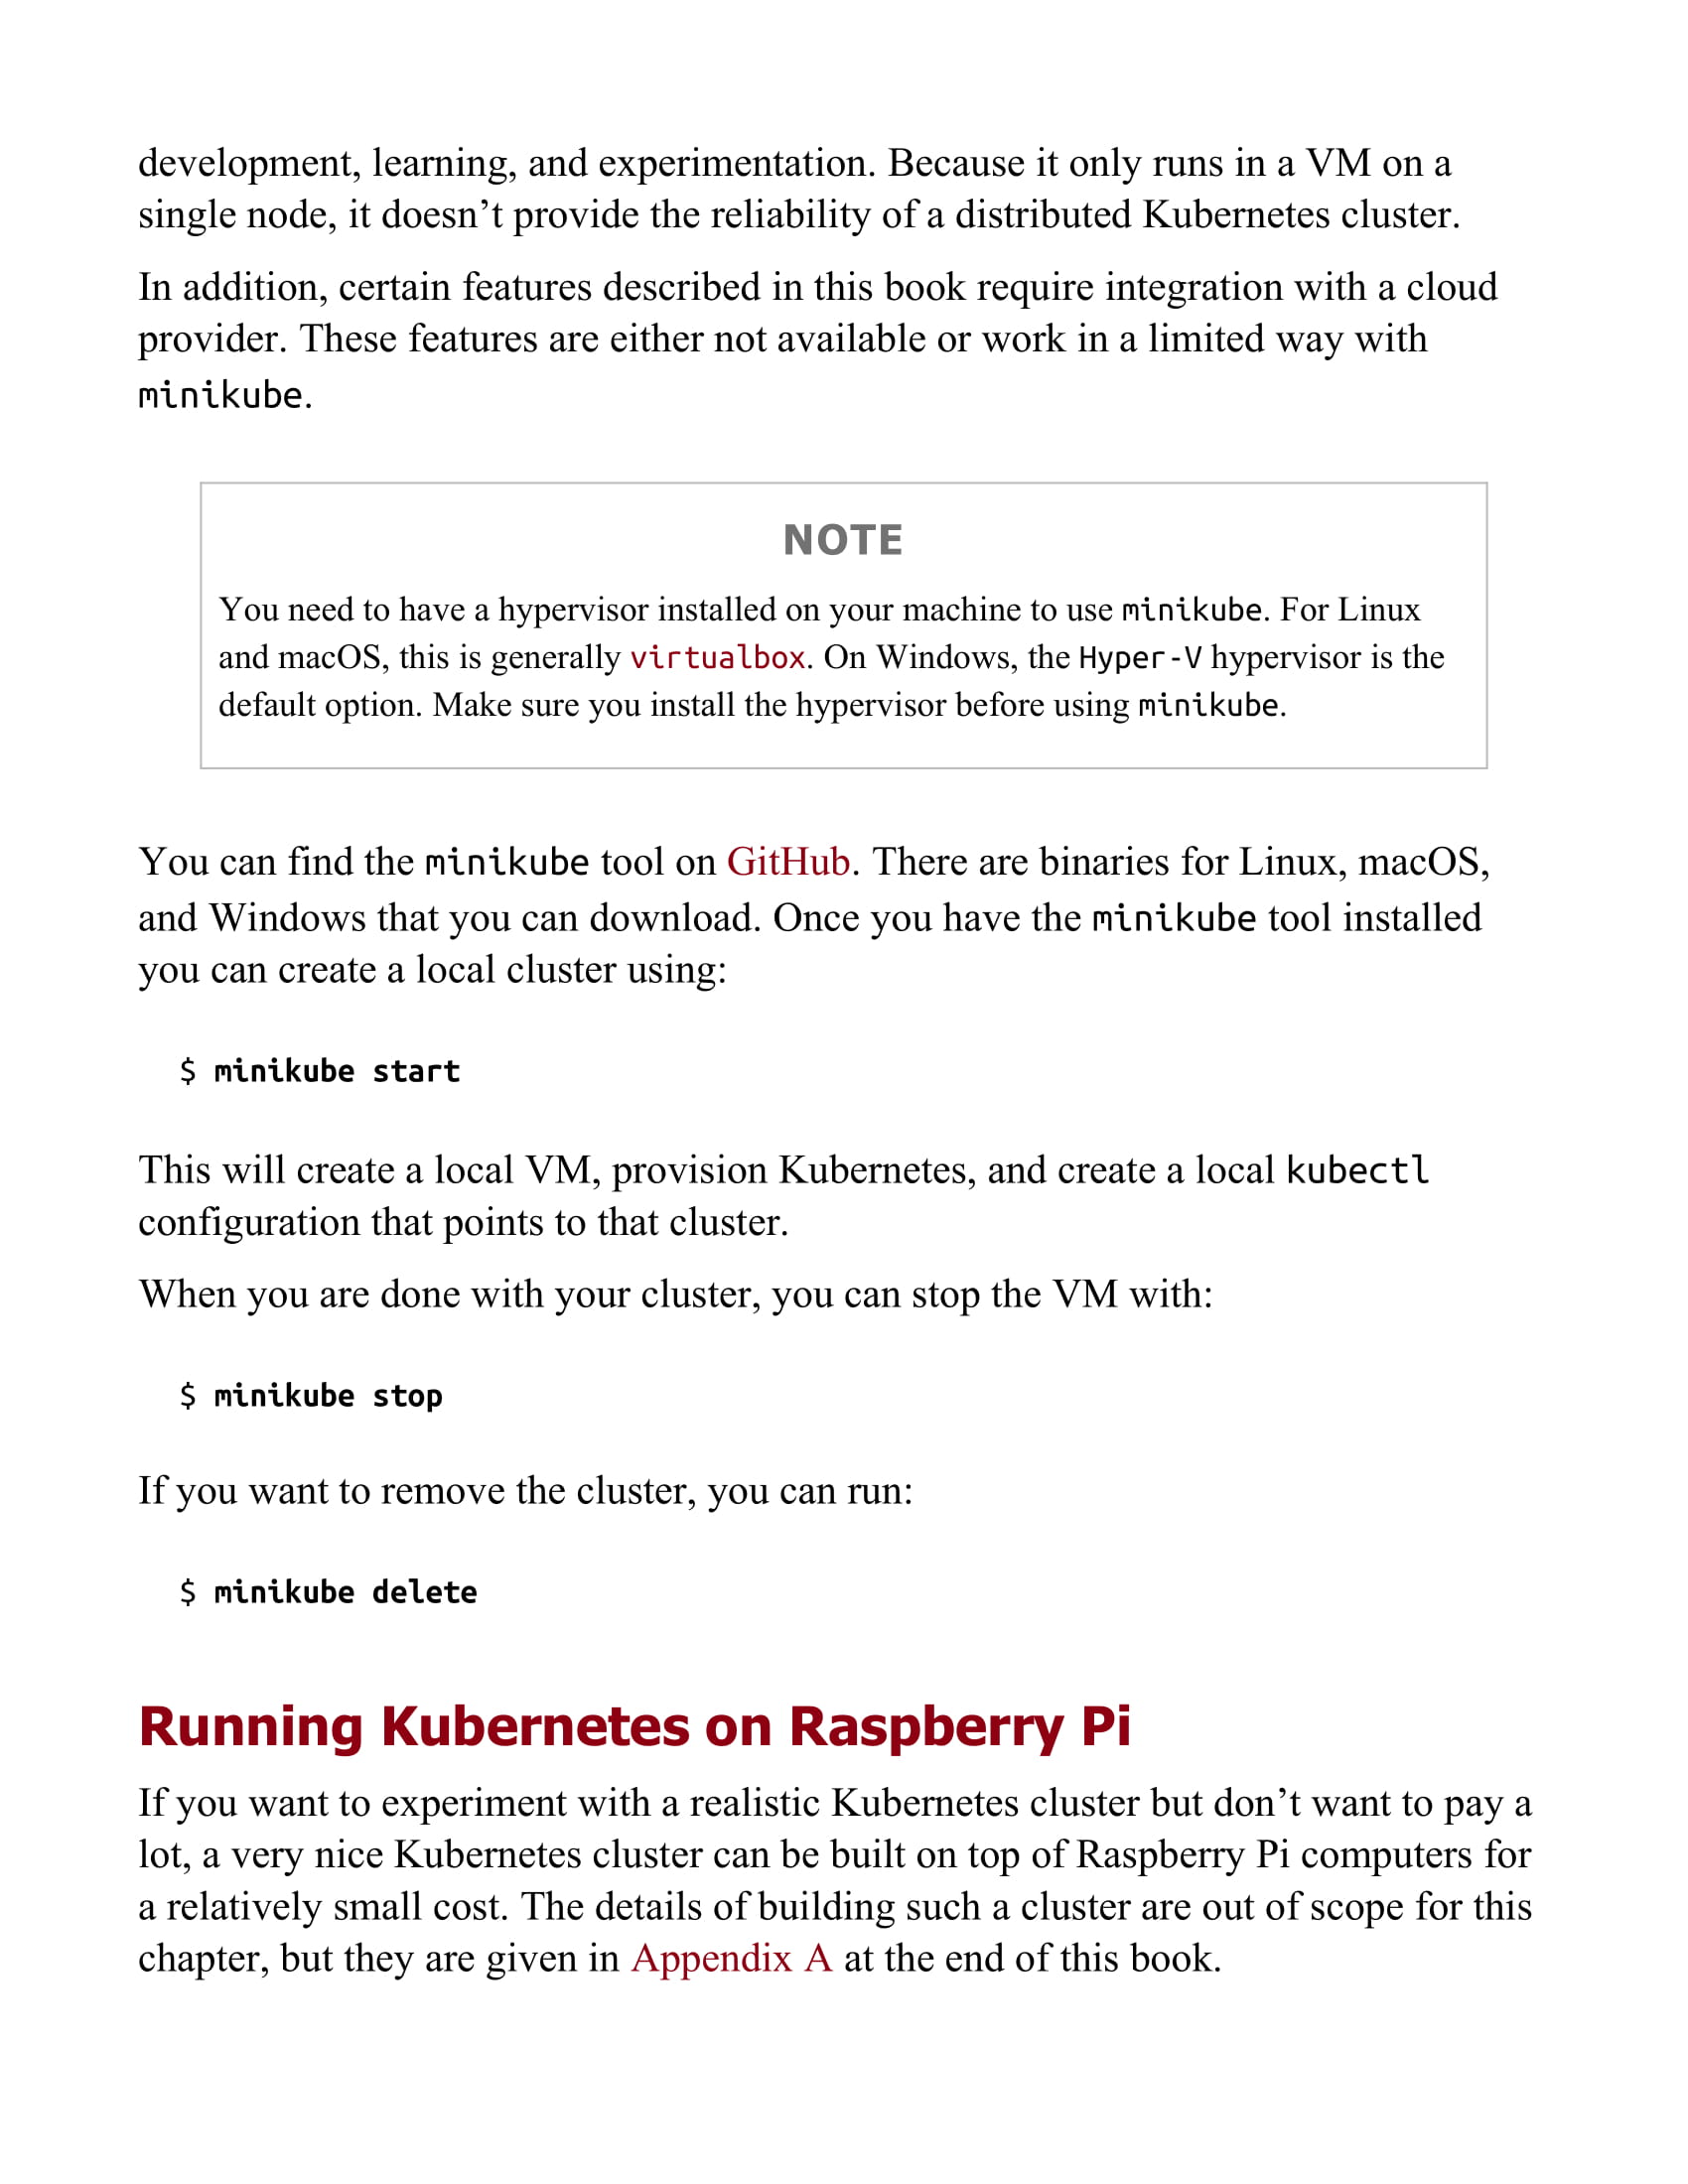 development, learning, and experimentation. Because it only runs in a VM on a
single node, it doesn’t provide the reliability of a distributed Kubernetes cluster.
In addition, certain features described in this book require integration with a cloud
provider. These features are either not available or work in a limited way with
minikube.
NOTE
You need to have a hypervisor installed on your machine to use minikube. For Linux
and macOS, this is generally virtualbox. On Windows, the Hyper-V hypervisor is the
default option. Make sure you install the hypervisor before using minikube.
You can find the minikube tool on GitHub. There are binaries for Linux, macOS,
and Windows that you can download. Once you have the minikube tool installed
you can create a local cluster using:
$ minikube start
This will create a local VM, provision Kubernetes, and create a local kubectl
configuration that points to that cluster.
When you are done with your cluster, you can stop the VM with:
$ minikube stop
If you want to remove the cluster, you can run:
$ minikube delete
Running Kubernetes on Raspberry Pi
If you want to experiment with a realistic Kubernetes cluster but don’t want to pay a
lot, a very nice Kubernetes cluster can be built on top of Raspberry Pi computers for
a relatively small cost. The details of building such a cluster are out of scope for this
chapter, but they are given in Appendix A at the end of this book.